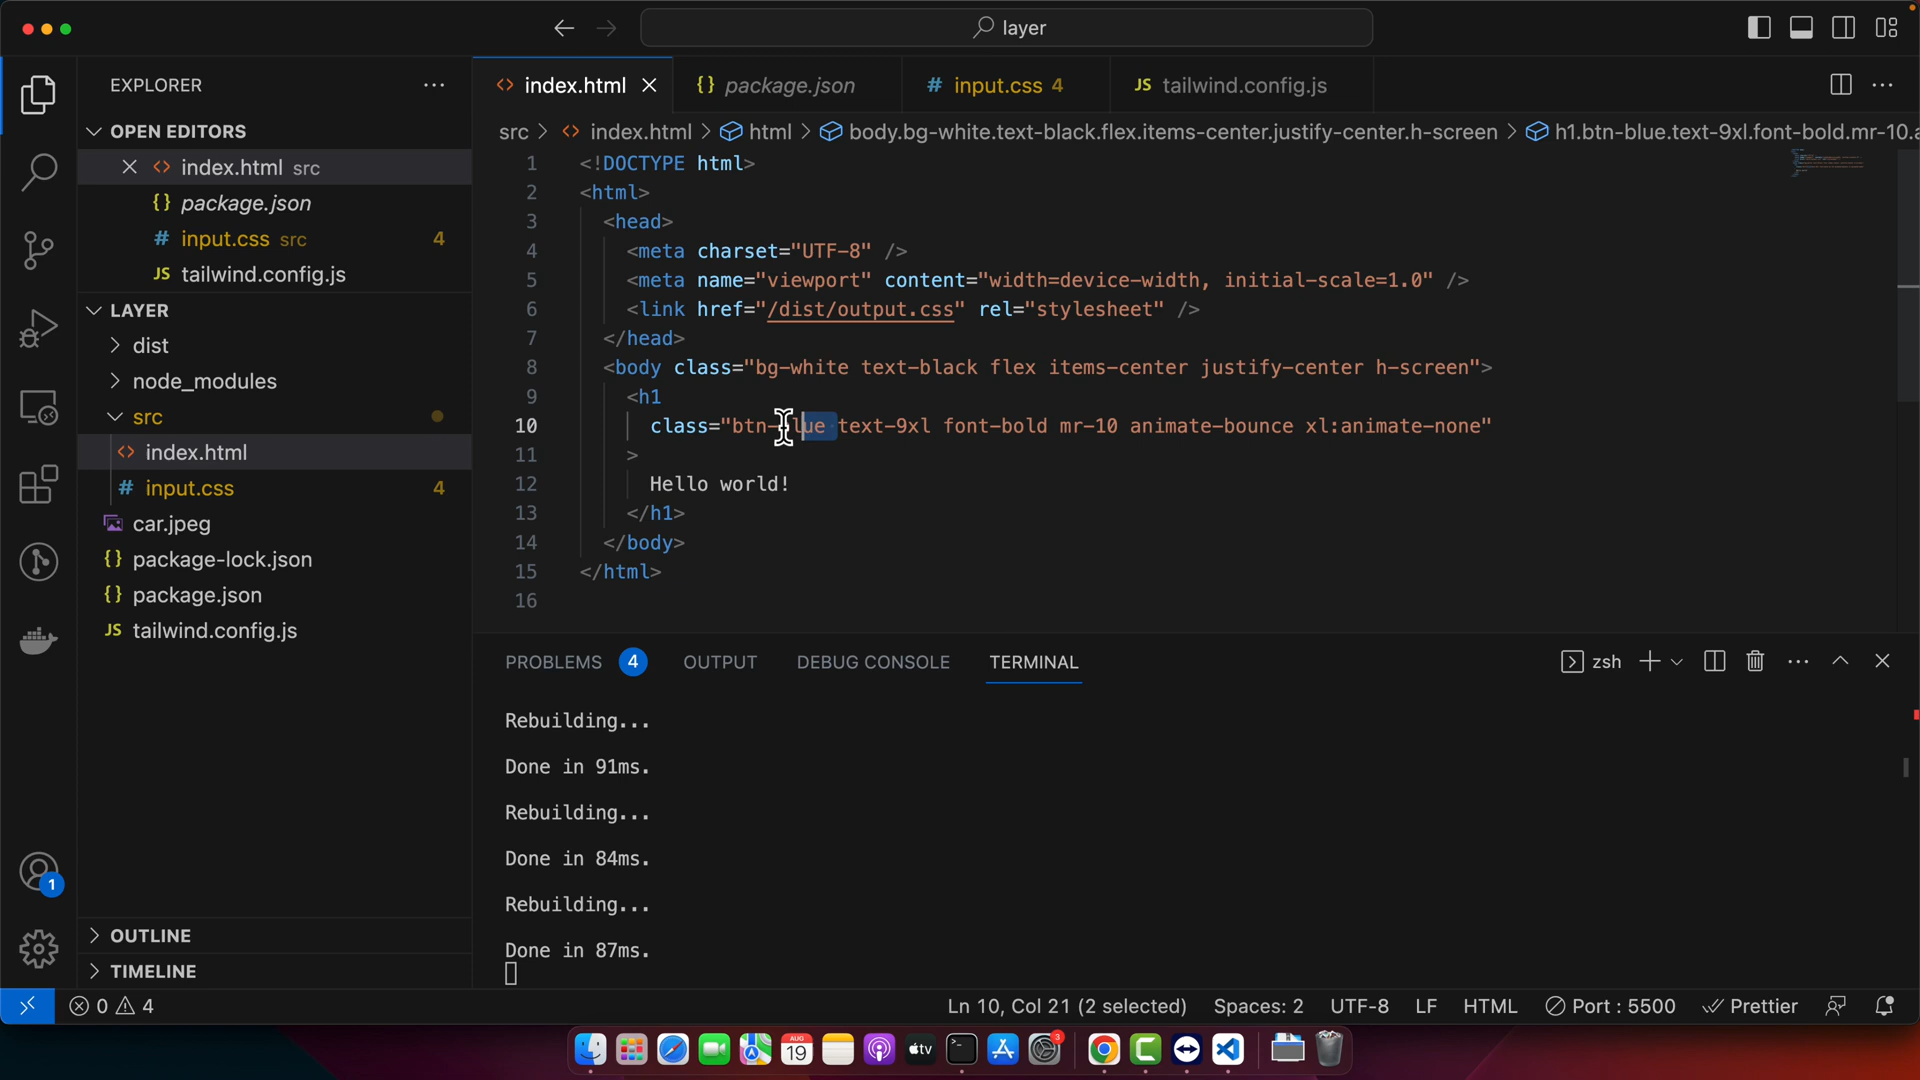 layer
EXPLORER
OPEN EDITORS
index.html src
package.json
input.css src 4
tailwind.config.js
LAYER
dist
node_modules
src
index.html
input.css 4
car.jpeg
package-lock.json
package.json
tailwind.config.js
OUTLINE
TIMELINE
1
index.html
package.json
input.css 4
tailwind.config.js
src > index.html > html > body.bg-white.text-black.flex.items-center.justify-center.h-screen > h1.btn-blue.text-9xl.font-bold.mr-10.a
1 <!DOCTYPE html>
2 <html>
3 <head>
4 <meta charset="UTF-8" />
5 <meta name="viewport" content="width=device-width, initial-scale=1.0" />
6 <link href="/dist/output.css" rel="stylesheet" />
7 </head>
8 <body class="bg-white text-black flex items-center justify-center h-screen">
9 <h1
10 class="btn-blue text-9xl font-bold mr-10 animate-bounce xl:animate-none"
11 >
12 Hello world!
13 </h1>
14 </body>
15 </html>
16
PROBLEMS 4 OUTPUT DEBUG CONSOLE TERMINAL
zsh
Rebuilding...
Done in 91ms.
Rebuilding...
Done in 84ms.
Rebuilding...
Done in 87ms.
0 4 Ln 10, Col 21 (2 selected) Spaces: 2 UTF-8 LF HTML Port : 5500 Prettier
AUG
19
tv
3